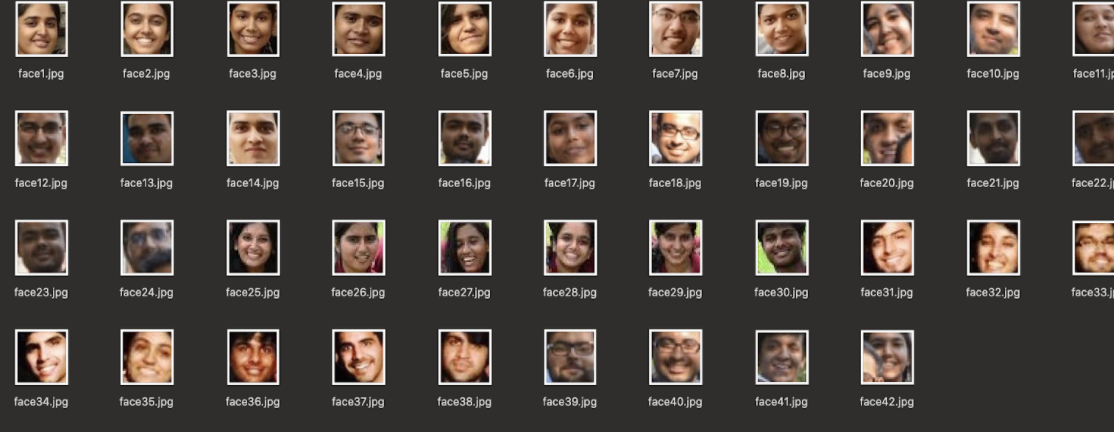 face1.jpg face2.jpg face3.jpg face4.jpg face5.jpg face6.jpg face7.jpg face8.jpg face9.jpg face10.jpg face11.jp
face12.jpg face13.jpg face14.jpg face15.jpg face16.jpg face17.jpg face18.jpg face19.jpg face20.jpg face21.jpg face22.j
face23.jpg face24.jpg face25.jpg face26.jpg face27.jpg face28.jpg face29.jpg face30.jpg face31.jpg face32.jpg face33.j
face34.jpg face35.jpg face36.jpg face37.jpg face38.jpg face39.jpg face40.jpg face41.jpg face42.jpg